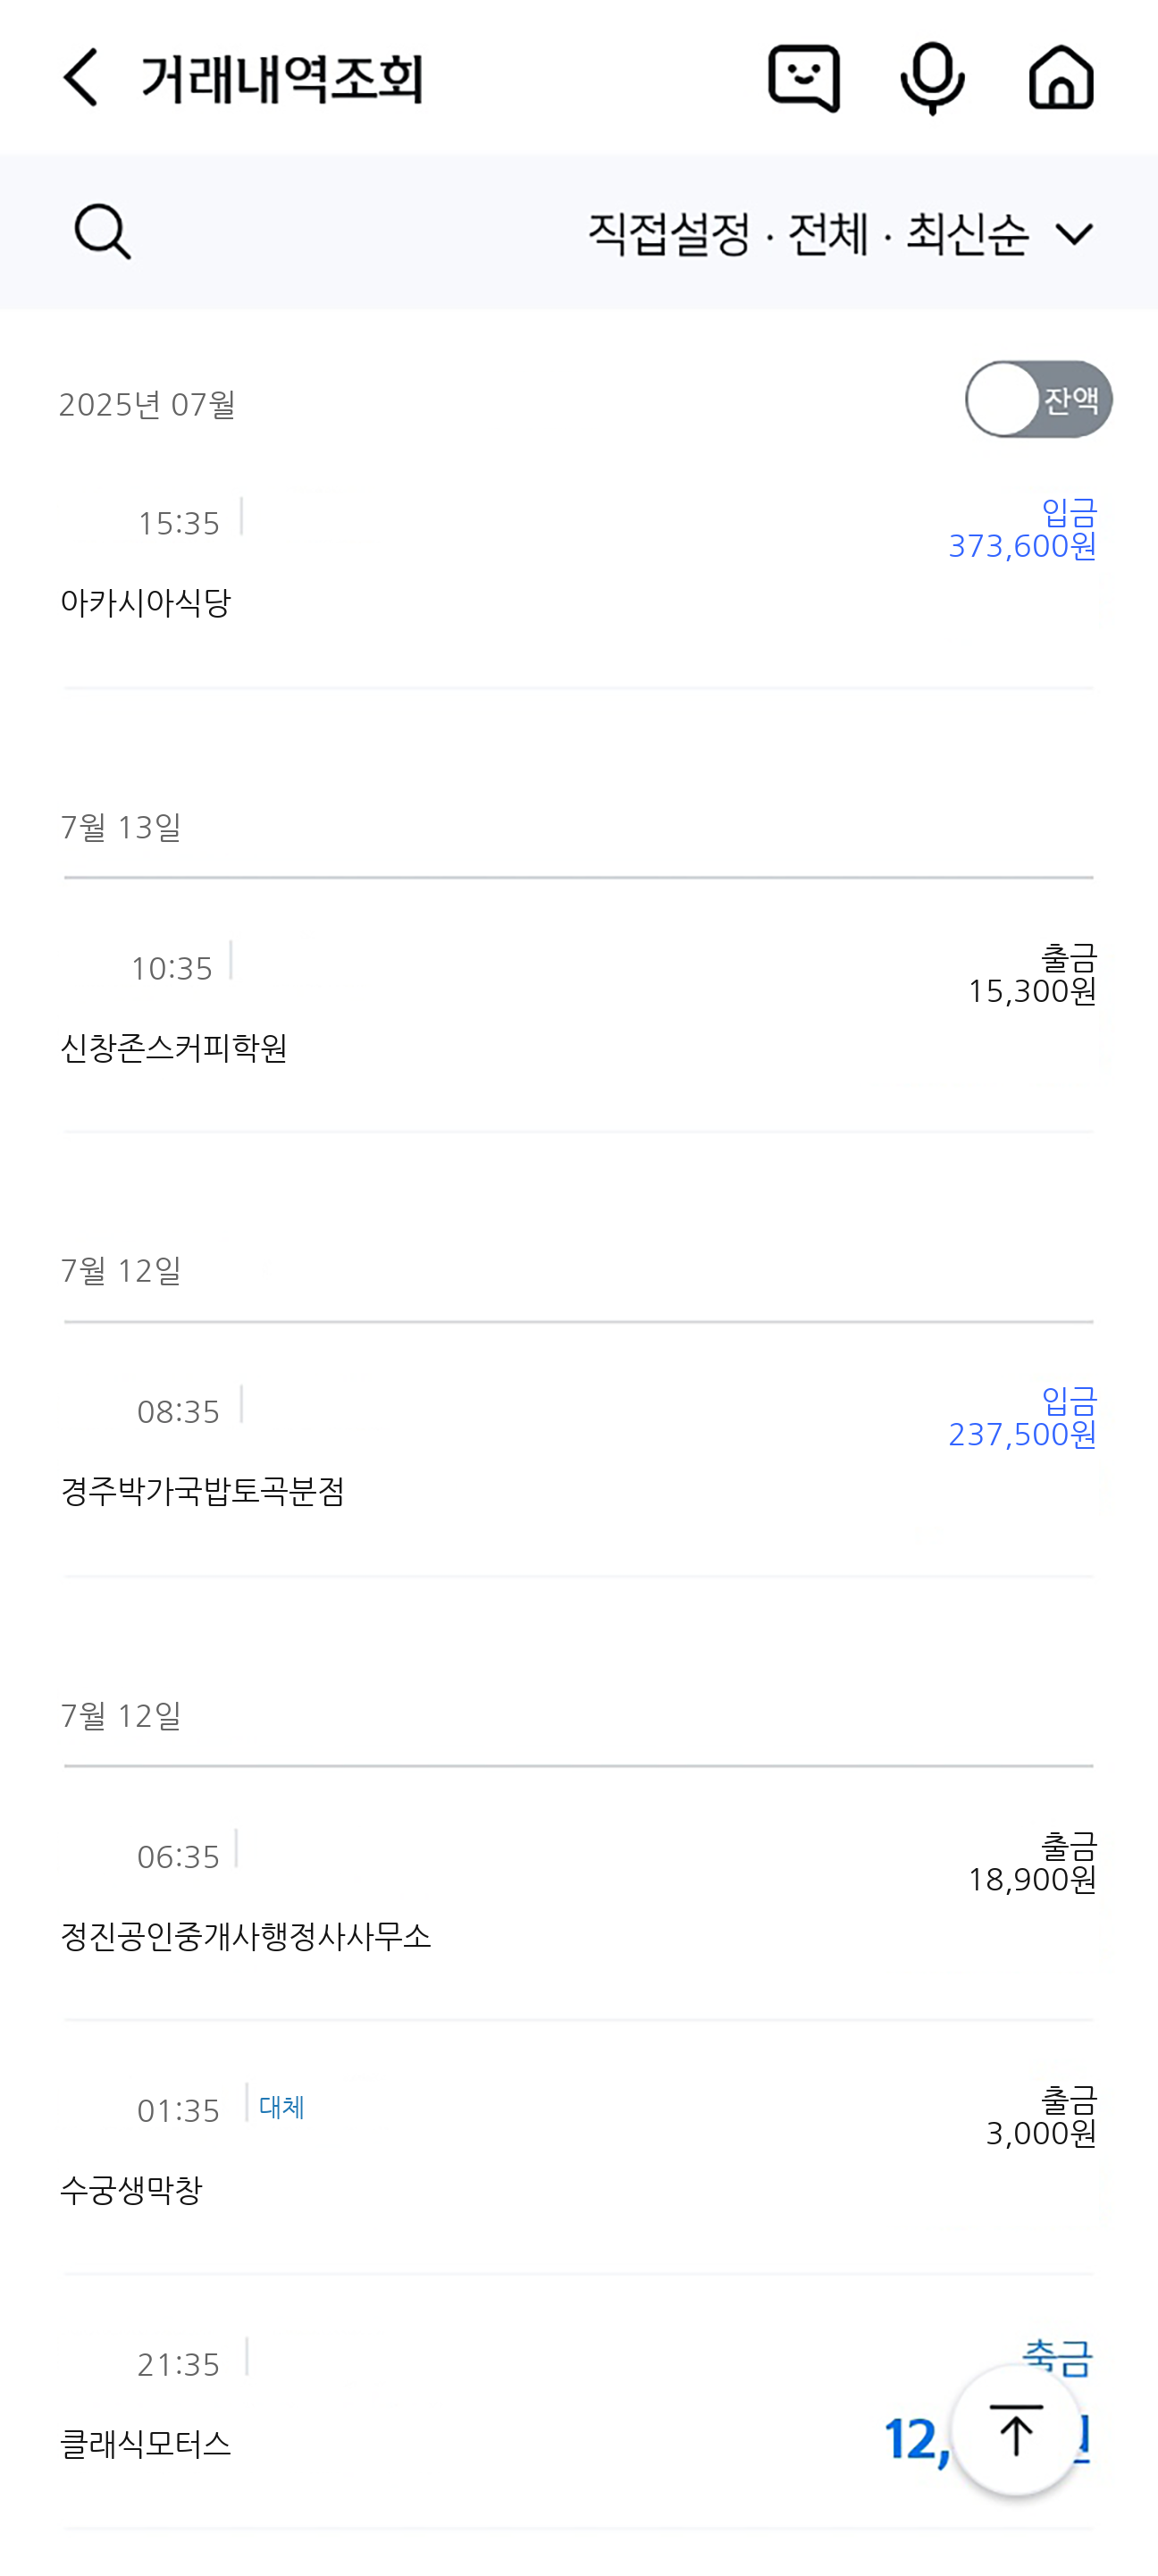 거래내역조회
직접설정 · 전체 · 최신순
2025년 07월
잔액
15:35
입금
373,600원
아카시아식당
7월 13일
10:35
출금
15,300원
신창존스커피학원
7월 12일
08:35
입금
237,500원
경주박가국밥토곡분점
7월 12일
06:35
출금
18,900원
정진공인중개사행정사사무소
01:35
대체
출금
3,000원
수궁생막창
21:35
클래식모터스
12,